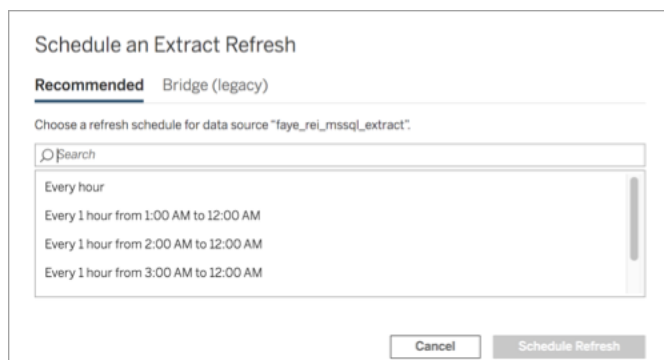 Schedule an Extract Refresh
Recommended Bridge (legacy)
Choose a refresh schedule for data source "faye_rei_mssql_extract".
Search
Every hour
Every 1 hour from 1:00 AM to 12:00 AM
Every 1 hour from 2:00 AM to 12:00 AM
Every 1 hour from 3:00 AM to 12:00 AM
Cancel Schedule Refresh